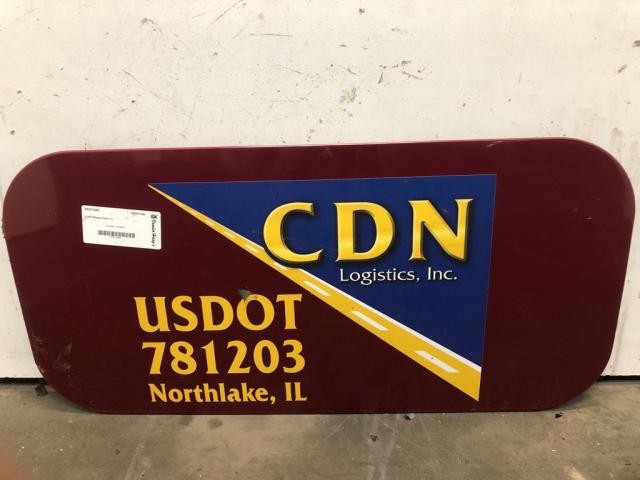 CDN
Logistics, Inc.
USDOT
781203
Northlake, IL